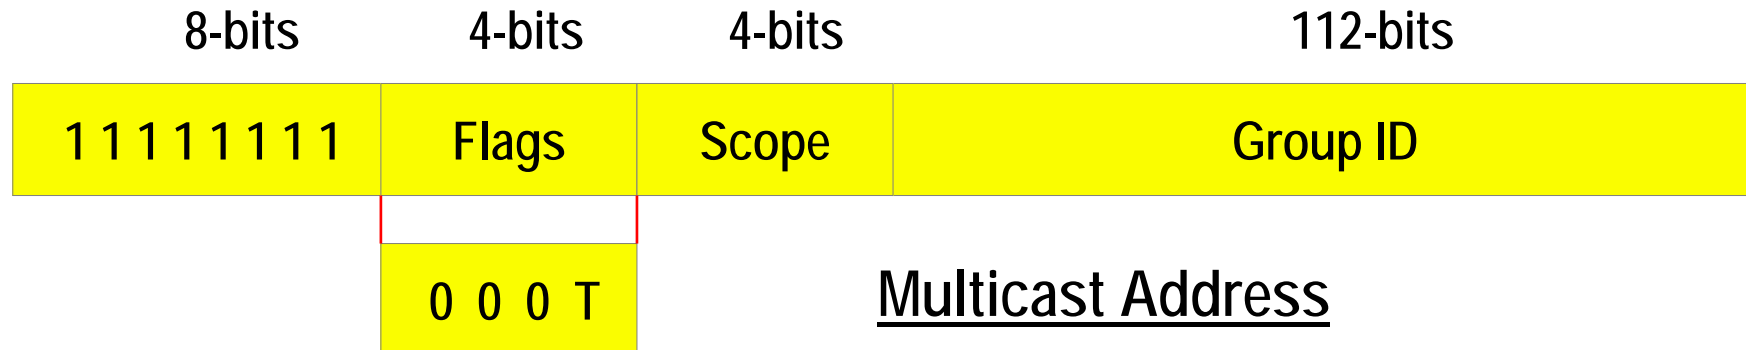 8-bits 4-bits 4-bits 112-bits
1 1 1 1 1 1 1 1 Flags Scope Group ID
0 0 0 T
Multicast Address